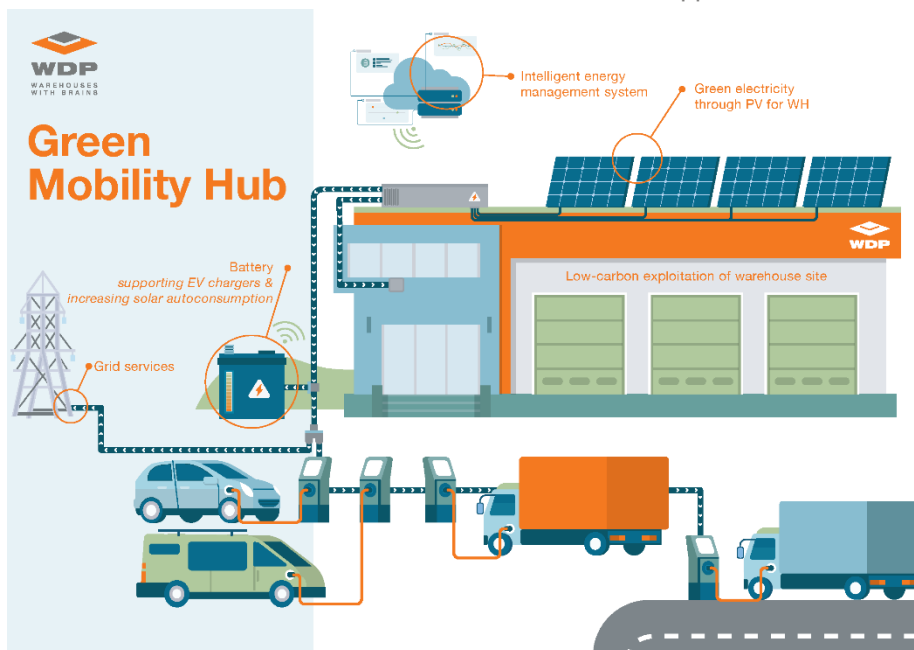 WDP
WAREHOUSES
WITH BRAINS
Green
Mobility Hub
Intelligent energy
management system
Green electricity
through PV for WH
WDP
Low-carbon exploitation of warehouse site
Battery
supporting EV chargers &
increasing solar autoconsumption
Grid services